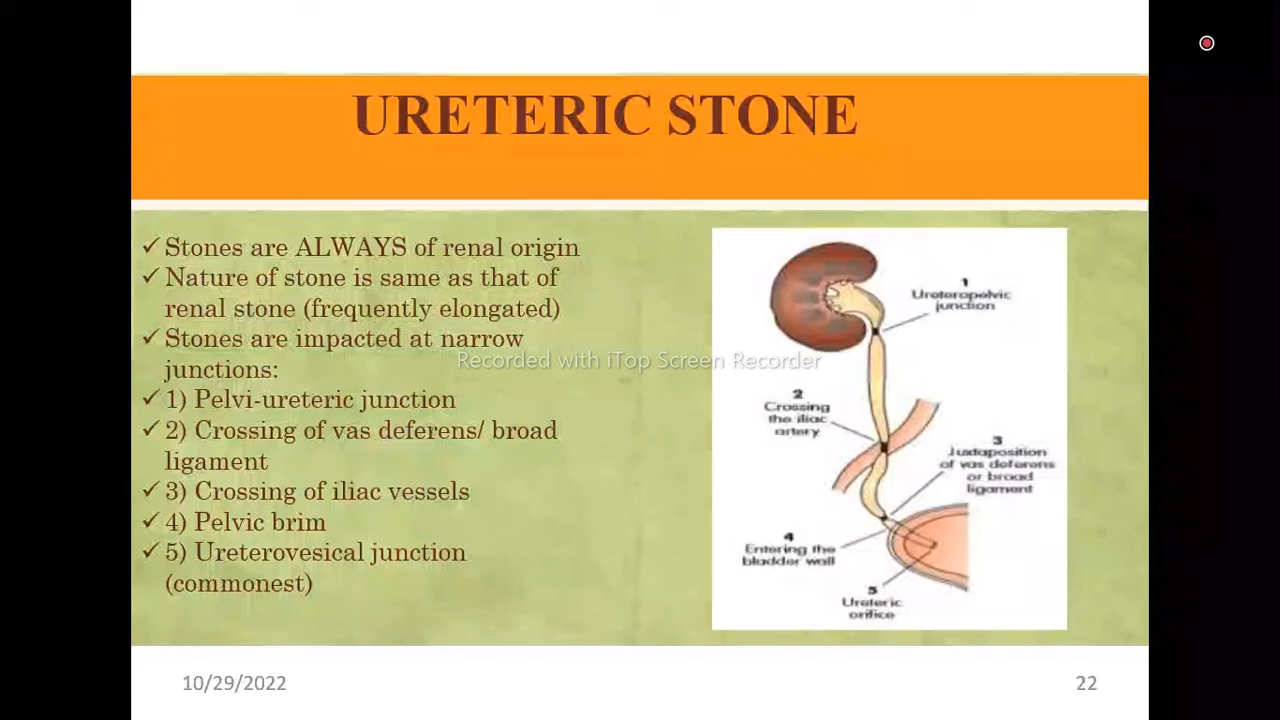 URETERIC STONE
✓ Stones are ALWAYS of renal origin
✓ Nature of stone is same as that of
renal stone (frequently elongated)
✓ Stones are impacted at narrow
junctions:
✓ 1) Pelvi-ureteric junction
✓ 2) Crossing of vas deferens/ broad
ligament
✓ 3) Crossing of iliac vessels
✓ 4) Pelvic brim
✓ 5) Ureterovesical junction
(commonest)
Recorded with iTop Screen Recorder
1
Ureteropelvic
junction
2
Crossing
the iliac
artery
3
Juxtaposition
of vas deferens
or broad
ligament
4
Entering the
bladder wall
5
Ureteric
orifice
10/29/2022
22